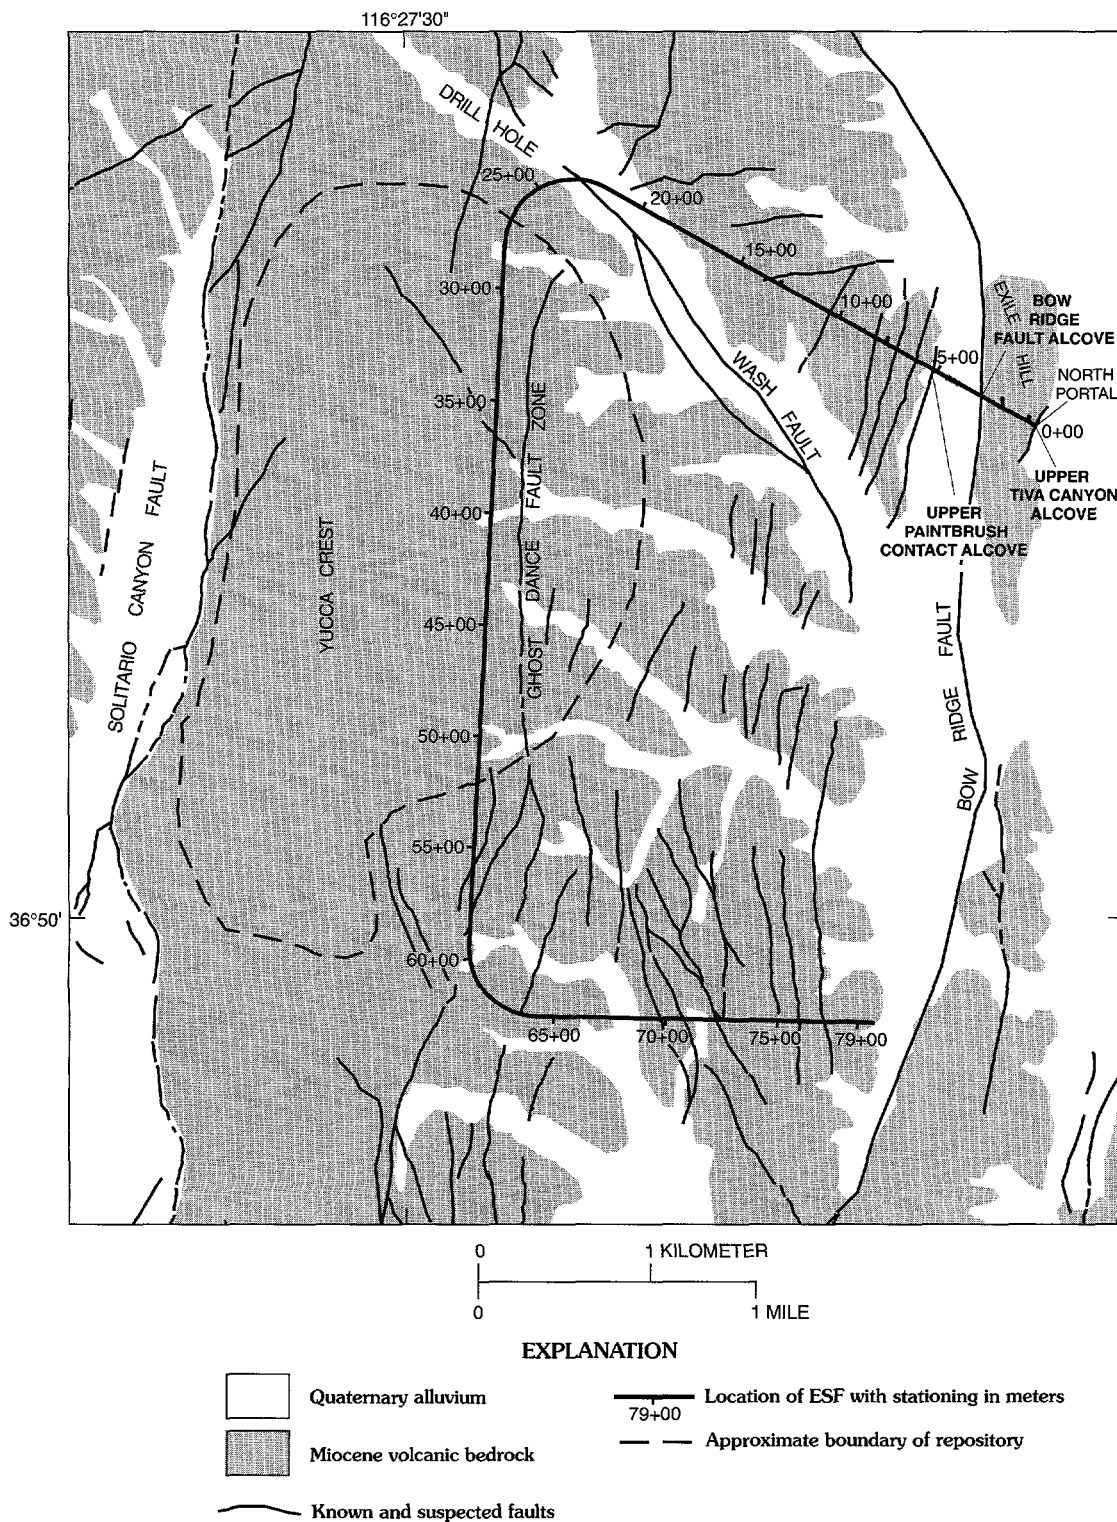 116°27'30"
DRILL HOLE
25+00
20+00
15+00
10+00
5+00
0+00
EXILE HILL
BOW
RIDGE
FAULT ALCOVE
NORTH
PORTAL
UPPER
TIVA CANYON
ALCOVE
UPPER
PAINTBRUSH
CONTACT ALCOVE
WASH FAULT
30+00
35+00
40+00
45+00
50+00
55+00
60+00
65+00
70+00
75+00
79+00
GHOST DANCE FAULT ZONE
YUCCA CREST
SOLITARIO CANYON FAULT
BOW RIDGE FAULT
36°50'
0 1 KILOMETER
0 1 MILE
EXPLANATION
Quaternary alluvium
Miocene volcanic bedrock
Known and suspected faults
79+00
Location of ESF with stationing in meters
Approximate boundary of repository